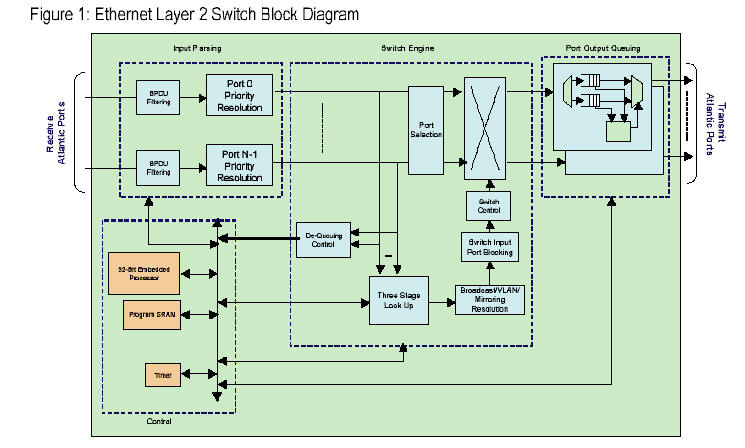 Figure 1: Ethernet Layer 2 Switch Block Diagram
Input Parsing
Switch Engine
Port Output Queuing
Receive
Atlantic Ports
BPDU
Filtering
Port 0
Priority
Resolution
BPDU
Filtering
Port N-1
Priority
Resolution
Port
Selection
Transmit
Atlantic Ports
Switch
Control
De-Queuing
Control
Switch Input
Port Blocking
32-Bit Embedded
Processor
Program SRAN
Three Stage
Look Up
Broadcast/VLAN/
Mirroring
Resolution
Timer
Control